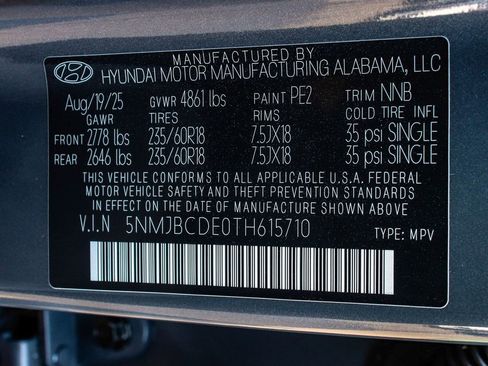 MANUFACTURED BY
HYUNDAI MOTOR MANUFACTURING ALABAMA, LLC
Aug/19/25 GVWR 4861 lbs PAINT PE2 TRIM NNB
GAWR TIRES RIMS COLD TIRE INFL
FRONT 2778 lbs 235/60R18 7.5JX18 35 psi SINGLE
REAR 2646 lbs 235/60R18 7.5JX18 35 psi SINGLE
THIS VEHICLE CONFORMS TO ALL APPLICABLE U.S.A. FEDERAL
MOTOR VEHICLE SAFETY AND THEFT PREVENTION STANDARDS
IN EFFECT ON THE DATE OF MANUFACTURE SHOWN ABOVE
V.I.N 5NMJBCDE0TH615710 TYPE: MPV